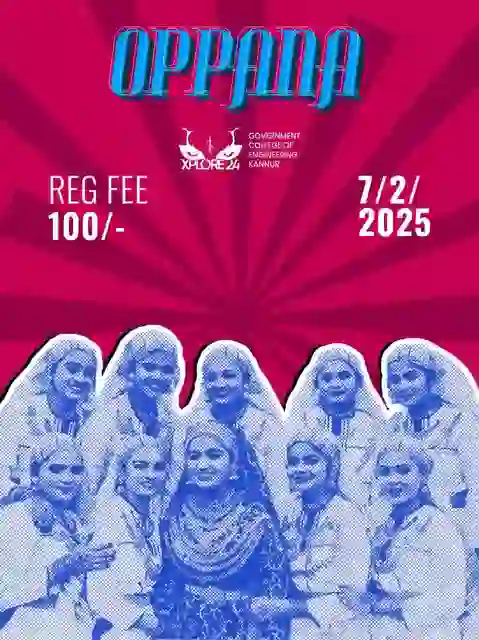 OPPANA
XPLORE 24
GOVERNMENT
COLLEGE OF
ENGINEERING
KANNUR
REG FEE
100/-
7/2/
2025